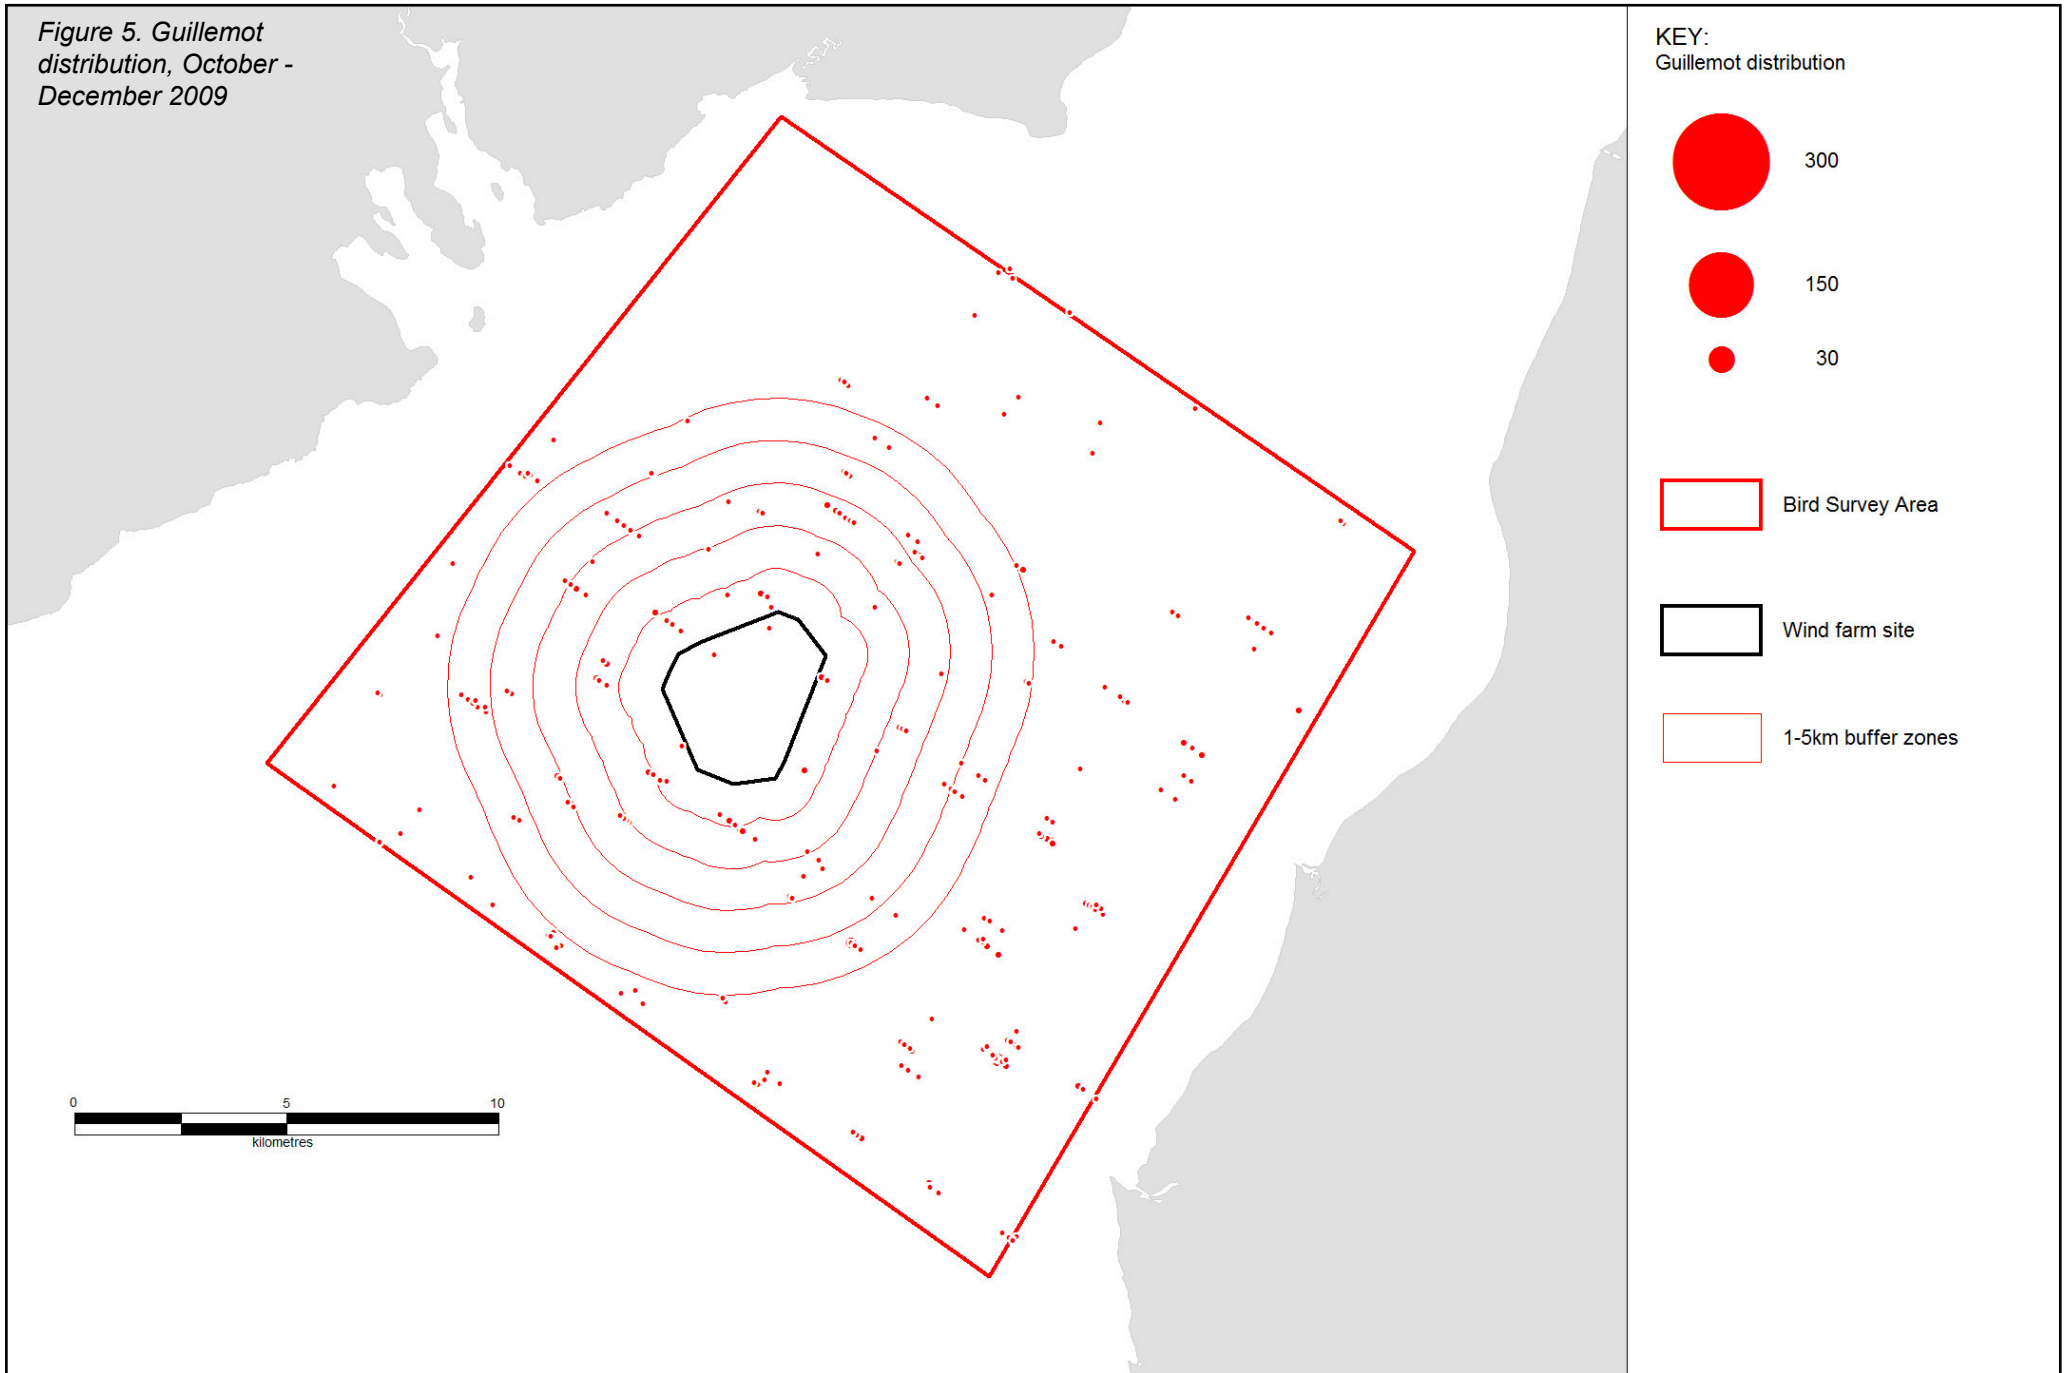 Figure 5. Guillemot
distribution, October -
December 2009
KEY:
Guillemot distribution
300
150
30
Bird Survey Area
Wind farm site
1-5km buffer zones
0 5 10
kilometres